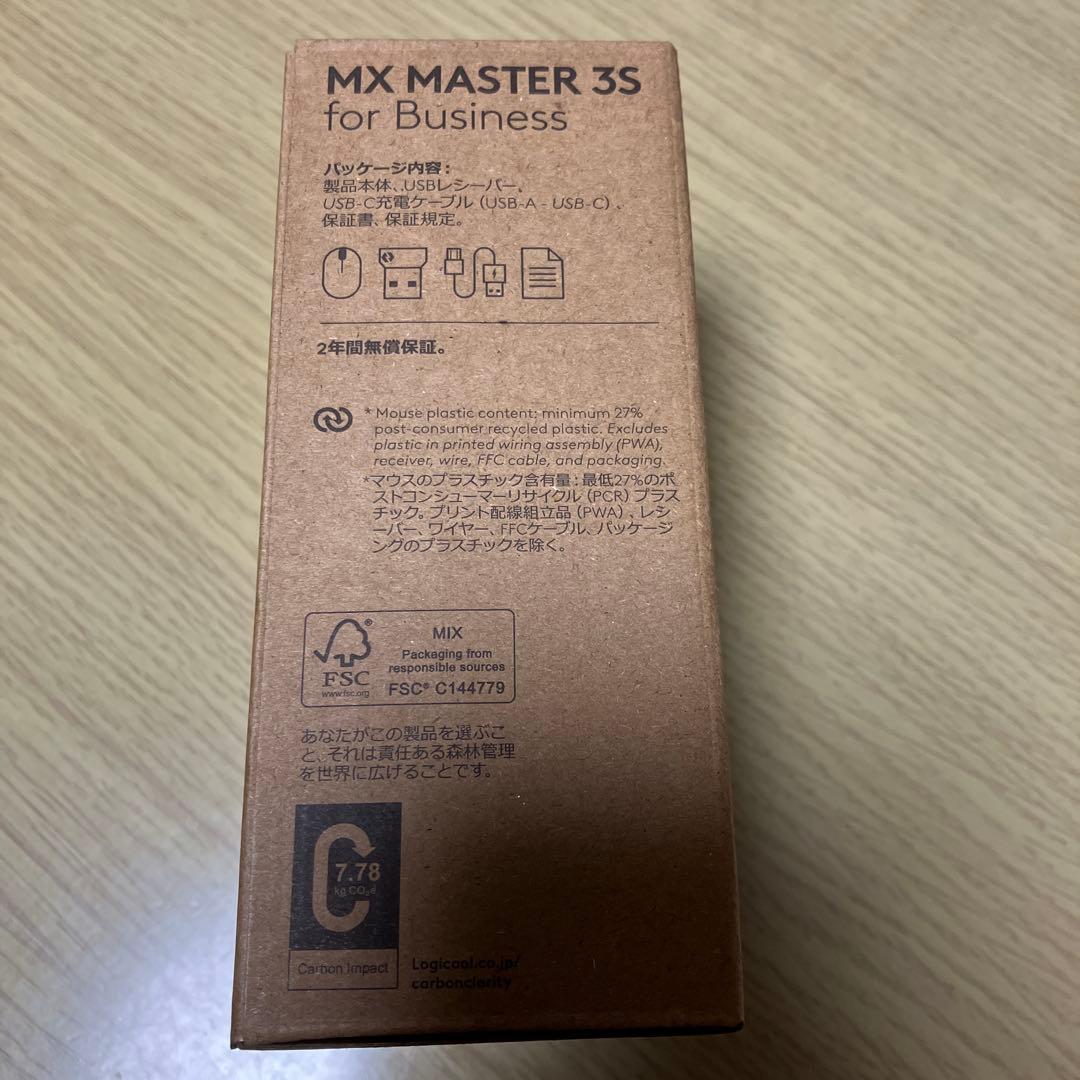 MX MASTER 3S
for Business
パッケージ内容：
製品本体、USBレシーバー、
USB-C充電ケーブル（USB-A - USB-C）、
保証書、保証規定。
2年間無償保証。
* Mouse plastic content: minimum 27%
post-consumer recycled plastic. Excludes
plastic in printed wiring assembly (PWA),
receiver, wire, FFC cable, and packaging.
*マウスのプラスチック含有量：最低27%のポ
ストコンシューマーリサイクル（PCR）プラス
チック。プリント配線組立品（PWA）、レシ
ーバー、ワイヤー、FFCケーブル、パッケージ
ングのプラスチックを除く。
®
FSC
www.fsc.org
MIX
Packaging from
responsible sources
FSC® C144779
あなたがこの製品を選ぶこ
と、それは責任ある森林管理
を世界に広げることです。
7.78
kg CO₂e
Carbon Impact
Logicool.co.jp/
carbonclarity